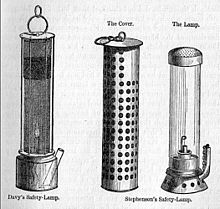 The Cover.
The Lamp.
Davy's Safety-Lamp.
Stephenson's Safety-Lamp.